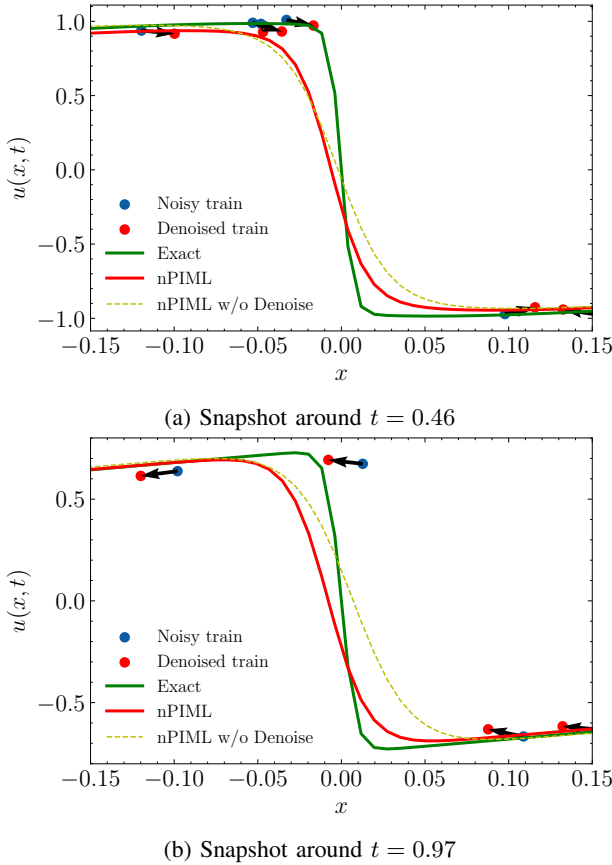 1.0
0.5
0.0
−0.5
−1.0
u(x, t)
Noisy train
Denoised train
Exact
nPIML
nPIML w/o Denoise
−0.15 −0.10 −0.05 0.00 0.05 0.10 0.15
x
(a) Snapshot around t = 0.46
0.5
0.0
−0.5
u(x, t)
Noisy train
Denoised train
Exact
nPIML
nPIML w/o Denoise
−0.15 −0.10 −0.05 0.00 0.05 0.10 0.15
x
(b) Snapshot around t = 0.97